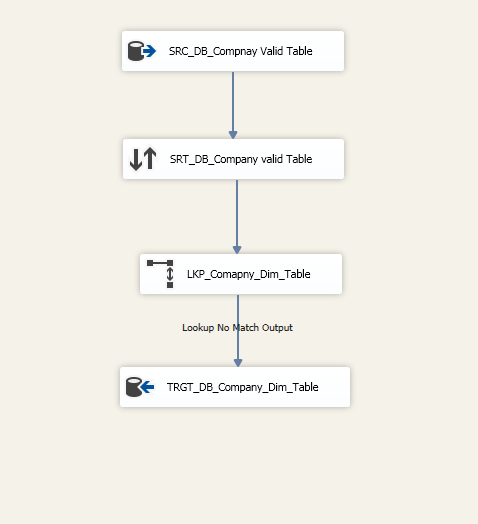 SRC_DB_Compnay Valid Table
SRT_DB_Company valid Table
LKP_Comapny_Dim_Table
Lookup No Match Output
TRGT_DB_Company_Dim_Table